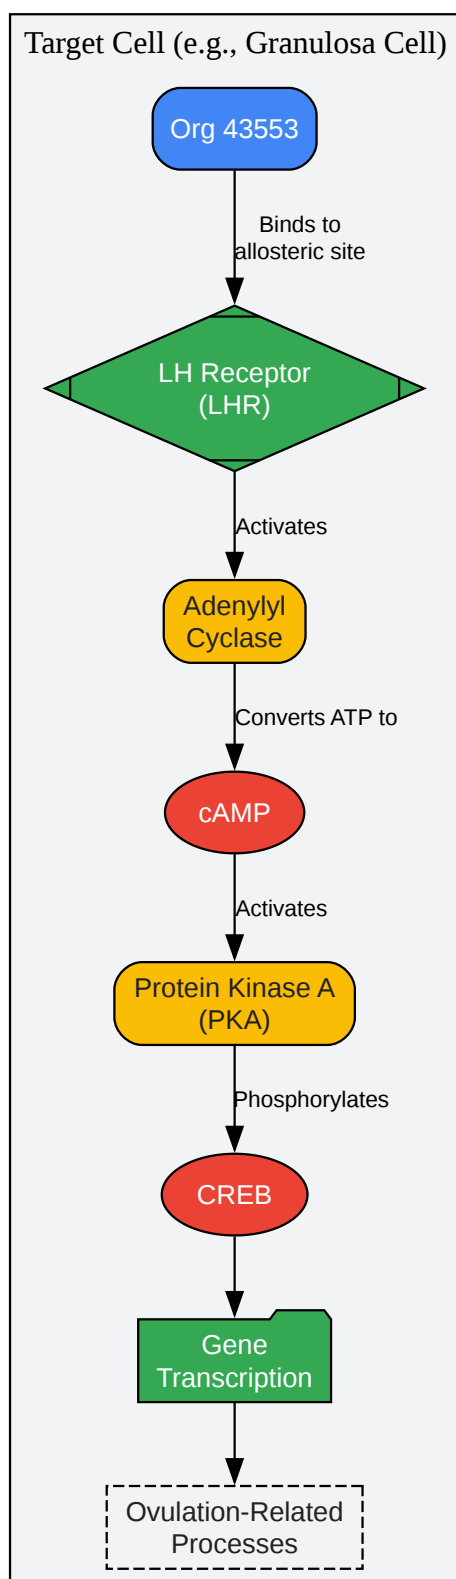 Target Cell (e.g., Granulosa Cell)
Org 43553
Binds to
allosteric site
LH Receptor
(LHR)
Activates
Adenylyl
Cyclase
Converts ATP to
cAMP
Activates
Protein Kinase A
(PKA)
Phosphorylates
CREB
Gene
Transcription
Ovulation-Related
Processes